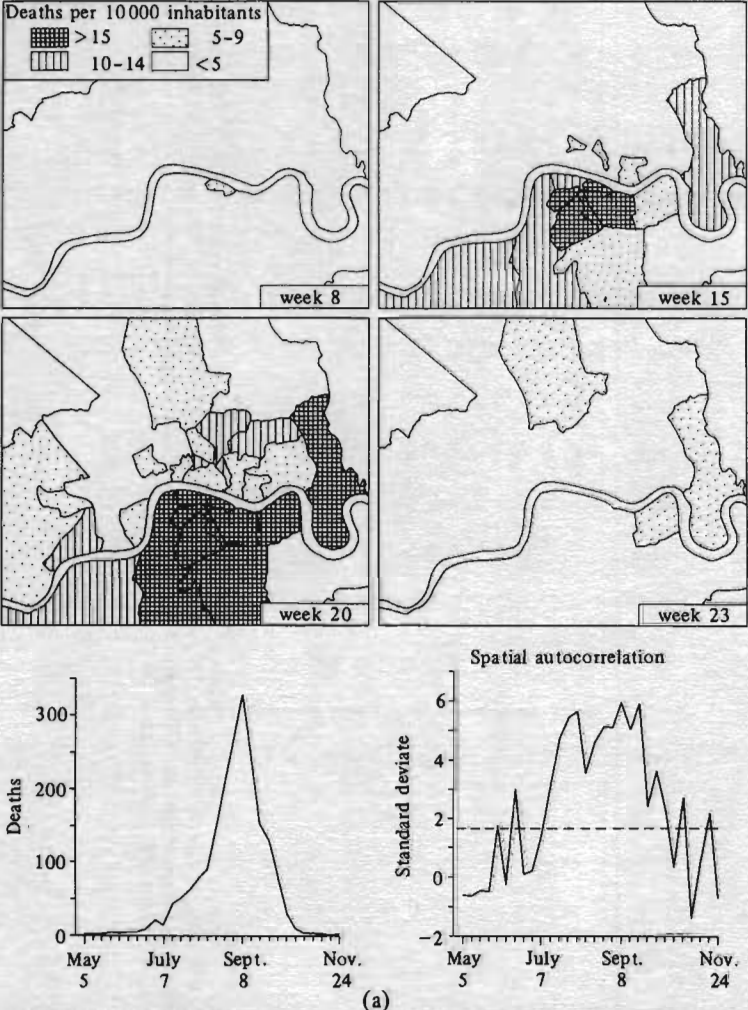 Deaths per 10000 inhabitants
>15 5-9
10-14 <5
week 8
week 15
week 20
week 23
Deaths
300
200
100
0
May 5
July 7
Sept. 8
Nov. 24
Spatial autocorrelation
Standard deviate
6
4
2
0
-2
May 5
July 7
Sept. 8
Nov. 24
(a)